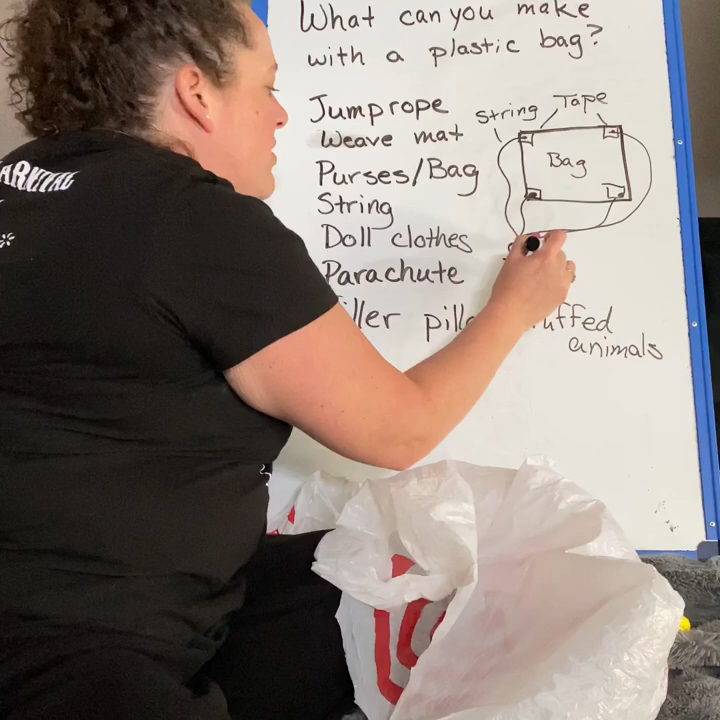 What can you make
with a plastic bag?
Jumprope
String
Tape
Weave mat
Bag
Purses/Bag
String
Doll clothes
Parachute
animals